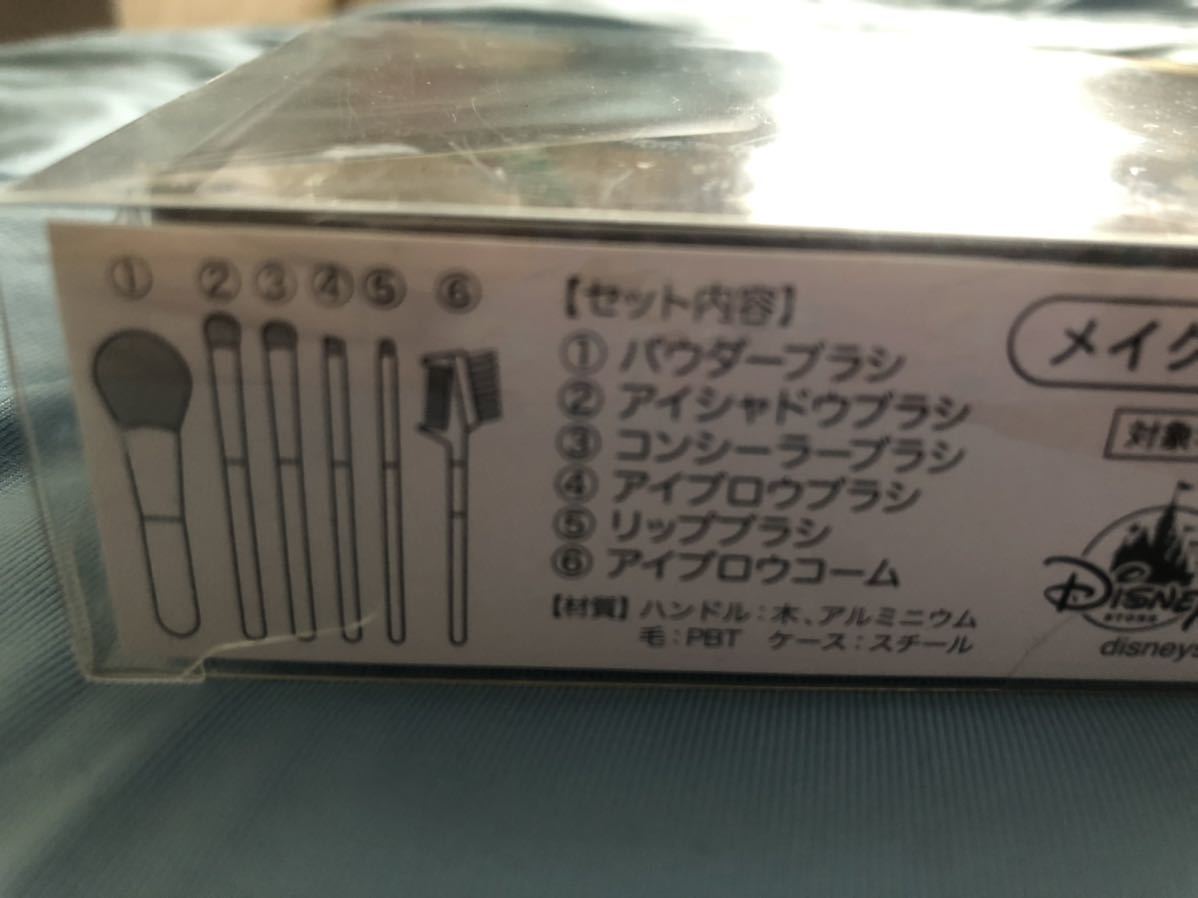 ① ② ③ ④ ⑤ ⑥
【セット内容】
① パウダーブラシ
② アイシャドウブラシ
③ コンシーラーブラシ
④ アイブロウブラシ
⑤ リップブラシ
⑥ アイブロウコーム
【材質】ハンドル：木、アルミニウム
毛：PBT ケース：スチール
メイク
対象
DISNEY
STORE
disneys